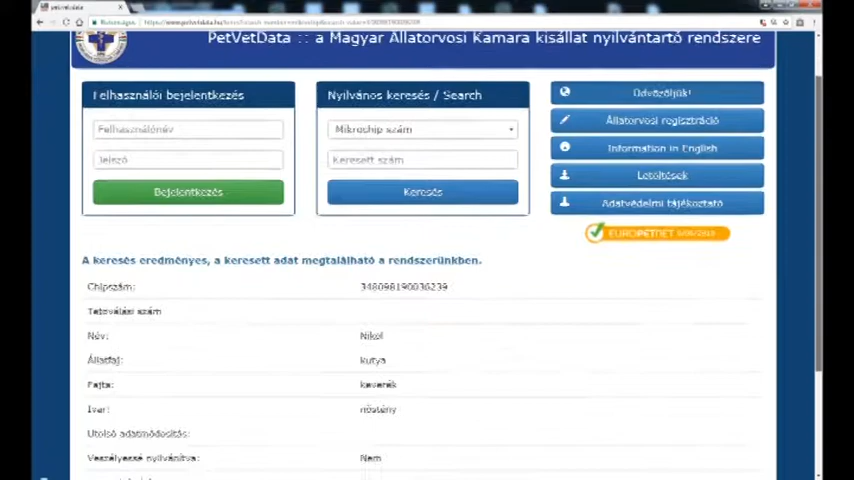 petvetdata
PetVetData :: a Magyar Állatorvosi Kamara kisállat nyilvántartó rendszere
Felhasználói bejelentkezés
Felhasználónév
Jelszó
Bejelentkezés
Nyilvános keresés / Search
Mikrochip szám
Keresett szám
Keresés
Üdvözöljük!
Állatorvosi regisztráció
Information in English
Letöltések
Adatvédelmi tájékoztató
EUROPETNET
A keresés eredményes, a keresett adat megtalálható a rendszerünkben.
Chipszám: 348098190036239
Tetoválási szám
Név: Nikol
Állatfaj: kutya
Fajta: keverék
Ivar: nőstény
Utolsó adatmódosítás:
Veszélyessé nyilvánítva: Nem